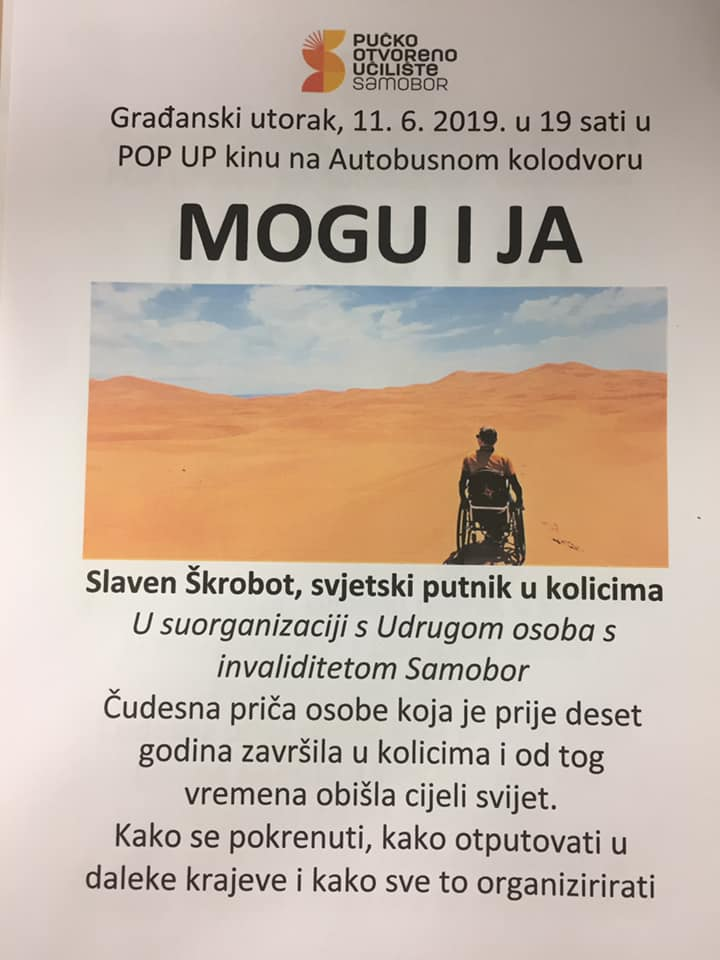 PUČKO
OTVORENO
UČILIŠTE
SAMOBOR
Građanski utorak, 11. 6. 2019. u 19 sati u
POP UP kinu na Autobusnom kolodvoru
MOGU I JA
Slaven Škrobot, svjetski putnik u kolicima
U suorganizaciji s Udrugom osoba s
invaliditetom Samobor
Čudesna priča osobe koja je prije deset
godina završila u kolicima i od tog
vremena obišla cijeli svijet.
Kako se pokrenuti, kako otputovati u
daleke krajeve i kako sve to organizirirati